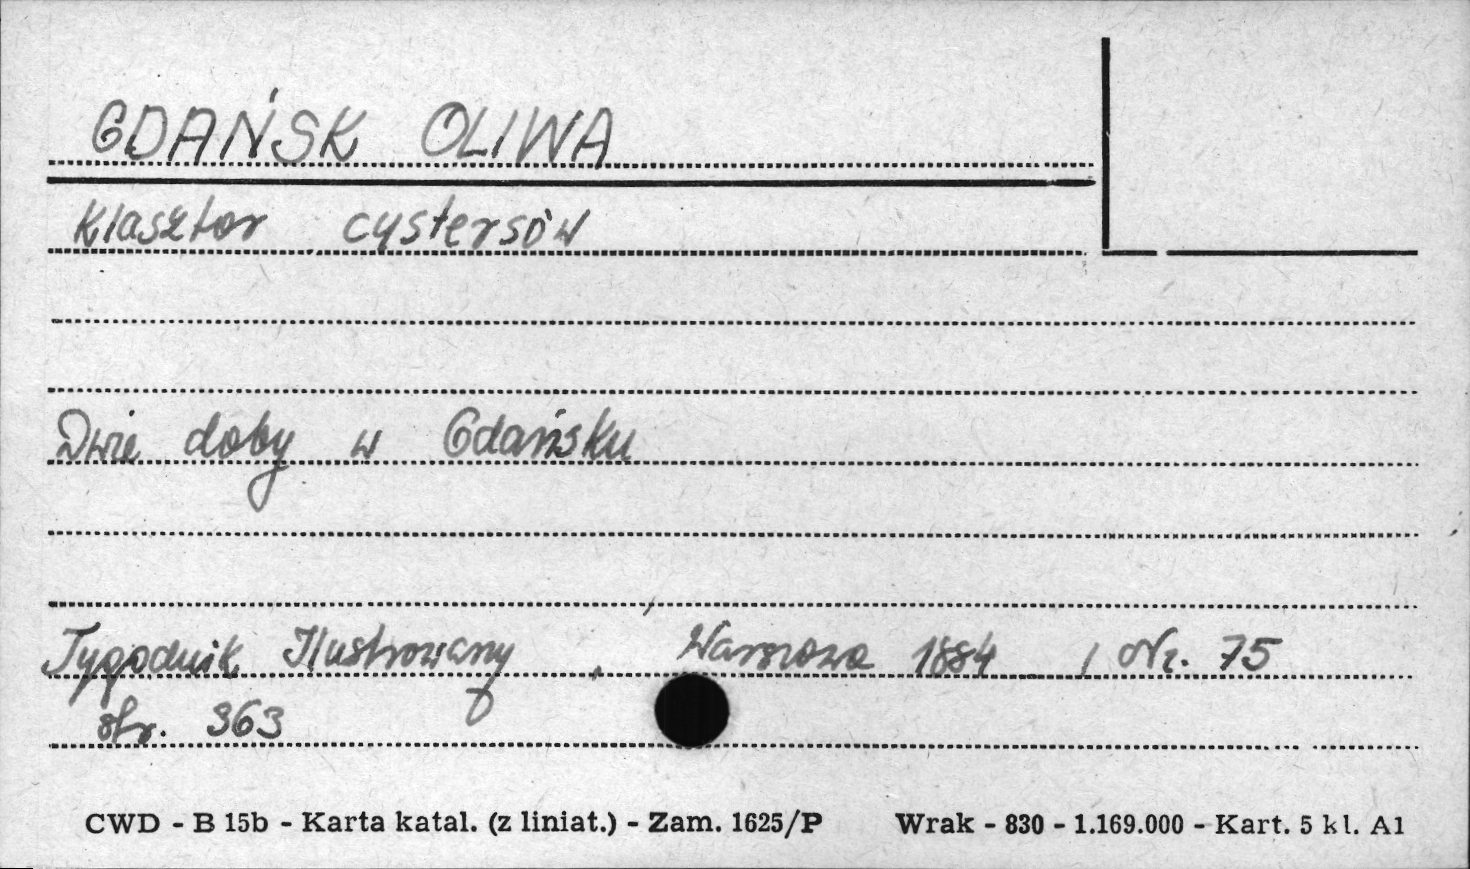 GDAŃSK OLIWA
Klasztor cystersów
Dwie doby w Gdańsku
Tygodnik Ilustrowany, Warszawa 1884, Nr. 75
str. 363
CWD - B 15b - Karta katal. (z liniat.) - Zam. 1625/P Wrak - 830 - 1.169.000 - Kart. 5 kl. A1